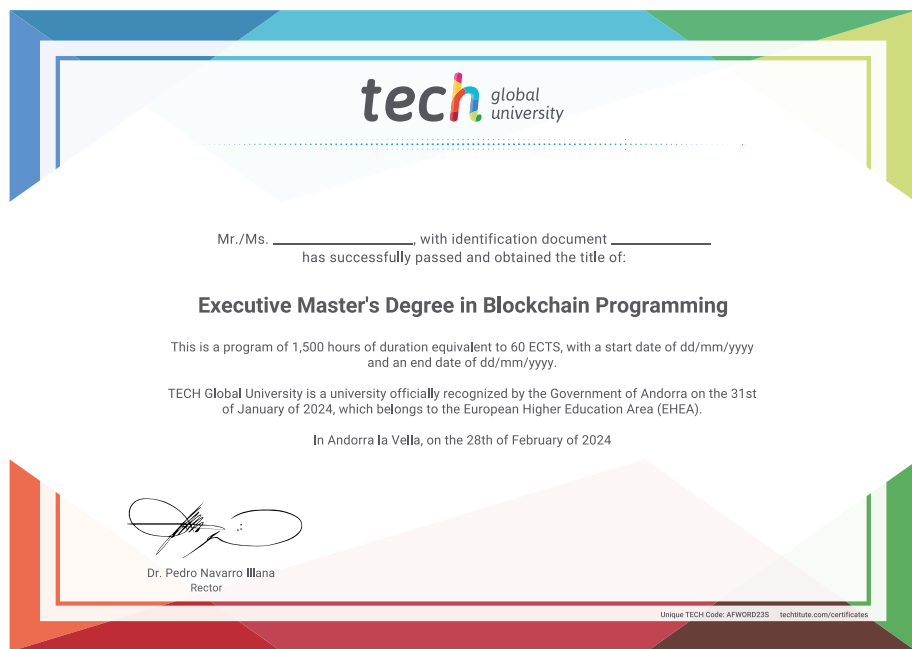 tech global
university
Mr./Ms. ____________, with identification document ____________
has successfully passed and obtained the title of:
Executive Master's Degree in Blockchain Programming
This is a program of 1,500 hours of duration equivalent to 60 ECTS, with a start date of dd/mm/yyyy
and an end date of dd/mm/yyyy.
TECH Global University is a university officially recognized by the Government of Andorra on the 31st
of January of 2024, which belongs to the European Higher Education Area (EHEA).
In Andorra la Vella, on the 28th of February of 2024
Dr. Pedro Navarro Illana
Rector
Unique TECH Code: AFWORD23S techtitute.com/certificates